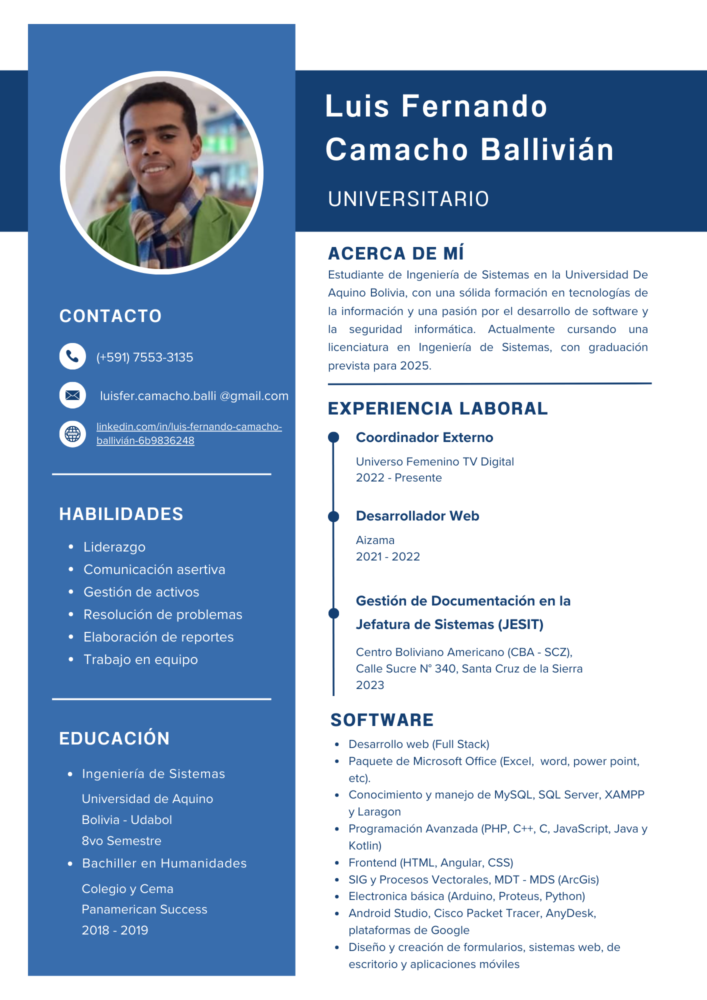 Luis Fernando
Camacho Ballivián
UNIVERSITARIO
CONTACTO
(+591) 7553-3135
luisfer.camacho.balli @gmail.com
linkedin.com/in/luis-fernando-camacho-
ballivián-6b9836248
HABILIDADES
• Liderazgo
• Comunicación asertiva
• Gestión de activos
• Resolución de problemas
• Elaboración de reportes
• Trabajo en equipo
EDUCACIÓN
• Ingeniería de Sistemas
Universidad de Aquino
Bolivia - Udabol
8vo Semestre
• Bachiller en Humanidades
Colegio y Cema
Panamerican Success
2018 - 2019
ACERCA DE MÍ
Estudiante de Ingeniería de Sistemas en la Universidad De
Aquino Bolivia, con una sólida formación en tecnologías de
la información y una pasión por el desarrollo de software y
la seguridad informática. Actualmente cursando una
licenciatura en Ingeniería de Sistemas, con graduación
prevista para 2025.
EXPERIENCIA LABORAL
Coordinador Externo
Universo Femenino TV Digital
2022 - Presente
Desarrollador Web
Aizama
2021 - 2022
Gestión de Documentación en la
Jefatura de Sistemas (JESIT)
Centro Boliviano Americano (CBA - SCZ),
Calle Sucre N° 340, Santa Cruz de la Sierra
2023
SOFTWARE
• Desarrollo web (Full Stack)
• Paquete de Microsoft Office (Excel,  word, power point,
etc).
• Conocimiento y manejo de MySQL, SQL Server, XAMPP
y Laragon
• Programación Avanzada (PHP, C++, C, JavaScript, Java y
Kotlin)
• Frontend (HTML, Angular, CSS)
• SIG y Procesos Vectorales, MDT - MDS (ArcGis)
• Electronica básica (Arduino, Proteus, Python)
• Android Studio, Cisco Packet Tracer, AnyDesk,
plataformas de Google
• Diseño y creación de formularios, sistemas web, de
escritorio y aplicaciones móviles